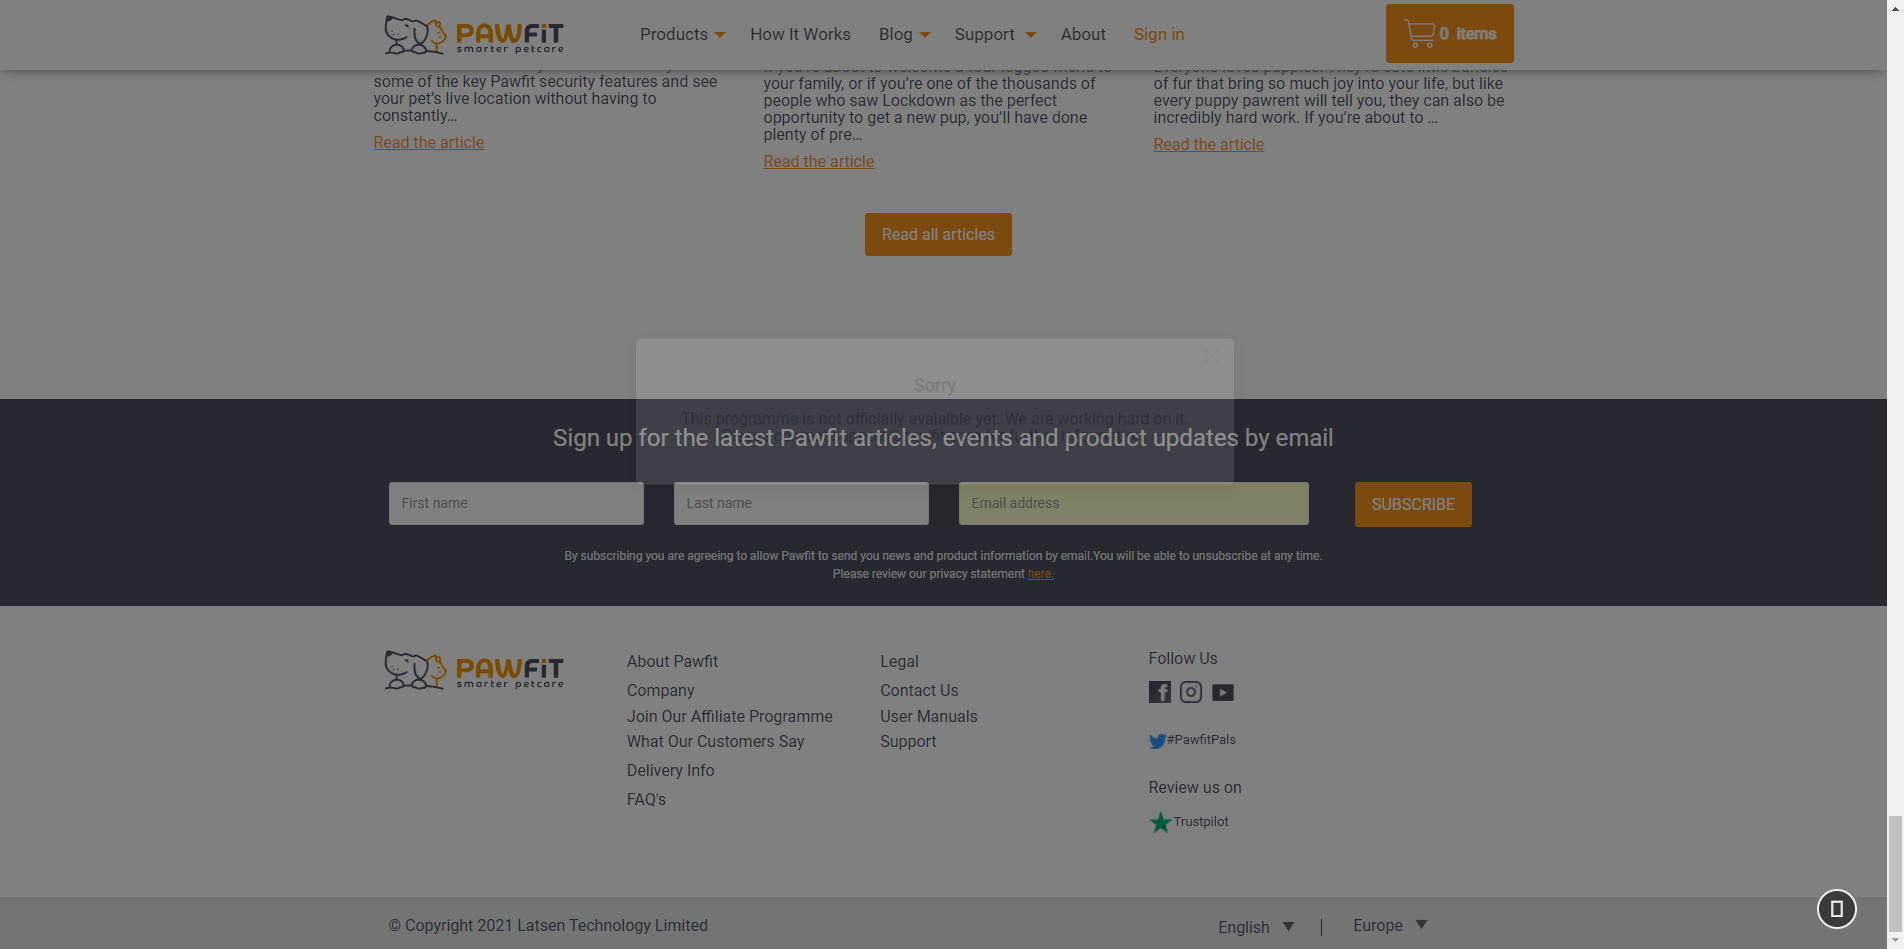 PAWFiT
smarter petcare
Products
How It Works
Blog
Support
About
Sign in
0 items
some of the key Pawfit security features and see
your pet's live location without having to
constantly...
Read the article
your family, or if you're one of the thousands of
people who saw Lockdown as the perfect
opportunity to get a new pup, you'll have done
plenty of pre...
Read the article
Everyone loves puppies! They're cute little bundles
of fur that bring so much joy into your life, but like
every puppy pawrent will tell you, they can also be
incredibly hard work. If you're about to ...
Read the article
Read all articles
Sorry
This programme is not officially avaialble yet. We are working hard on it.
Sign up for the latest Pawfit articles, events and product updates by email
First name
Last name
Email address
SUBSCRIBE
By subscribing you are agreeing to allow Pawfit to send you news and product information by email.You will be able to unsubscribe at any time.
Please review our privacy statement here.
PAWFiT
smarter petcare
About Pawfit
Company
Join Our Affiliate Programme
What Our Customers Say
Delivery Info
FAQ's
Legal
Contact Us
User Manuals
Support
Follow Us
#PawfitPals
Review us on
Trustpilot
© Copyright 2021 Latsen Technology Limited
English
Europe